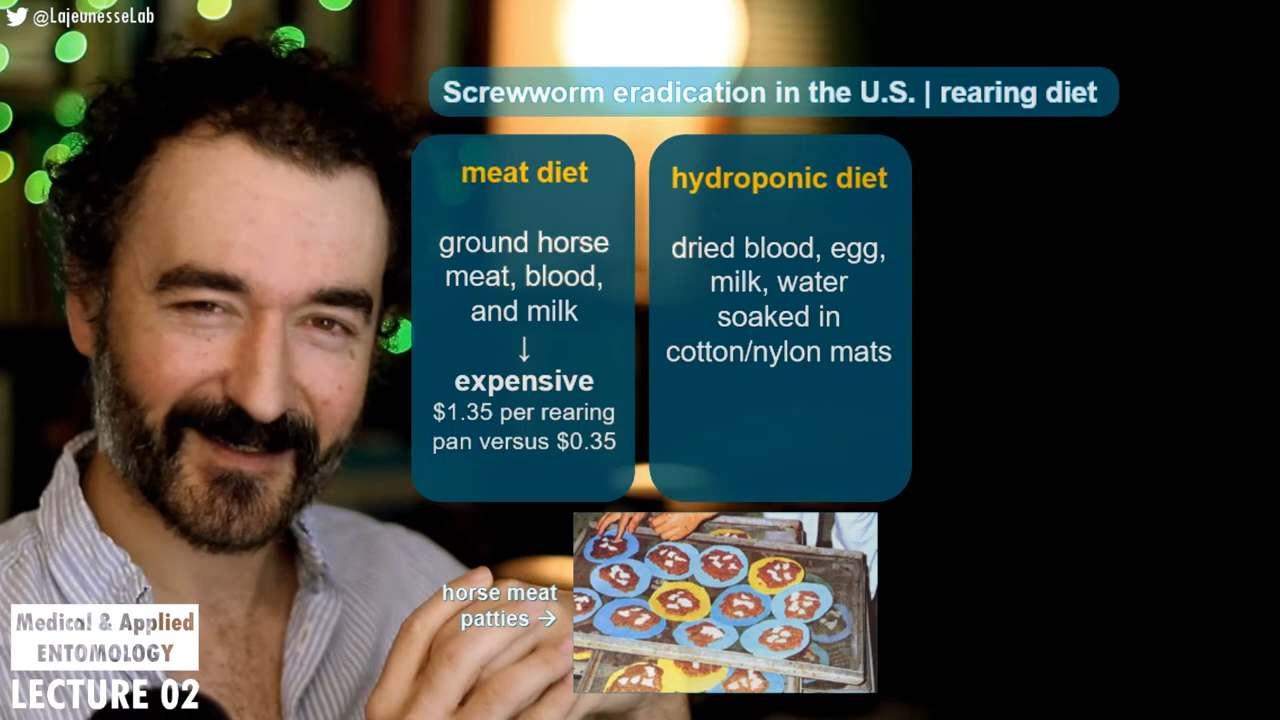 @LajeunesseLab
Screwworm eradication in the U.S. | rearing diet
meat diet
ground horse
meat, blood,
and milk
↓
expensive
$1.35 per rearing
pan versus $0.35
hydroponic diet
dried blood, egg,
milk, water
soaked in
cotton/nylon mats
horse meat
patties →
Medical & Applied
ENTOMOLOGY
LECTURE 02